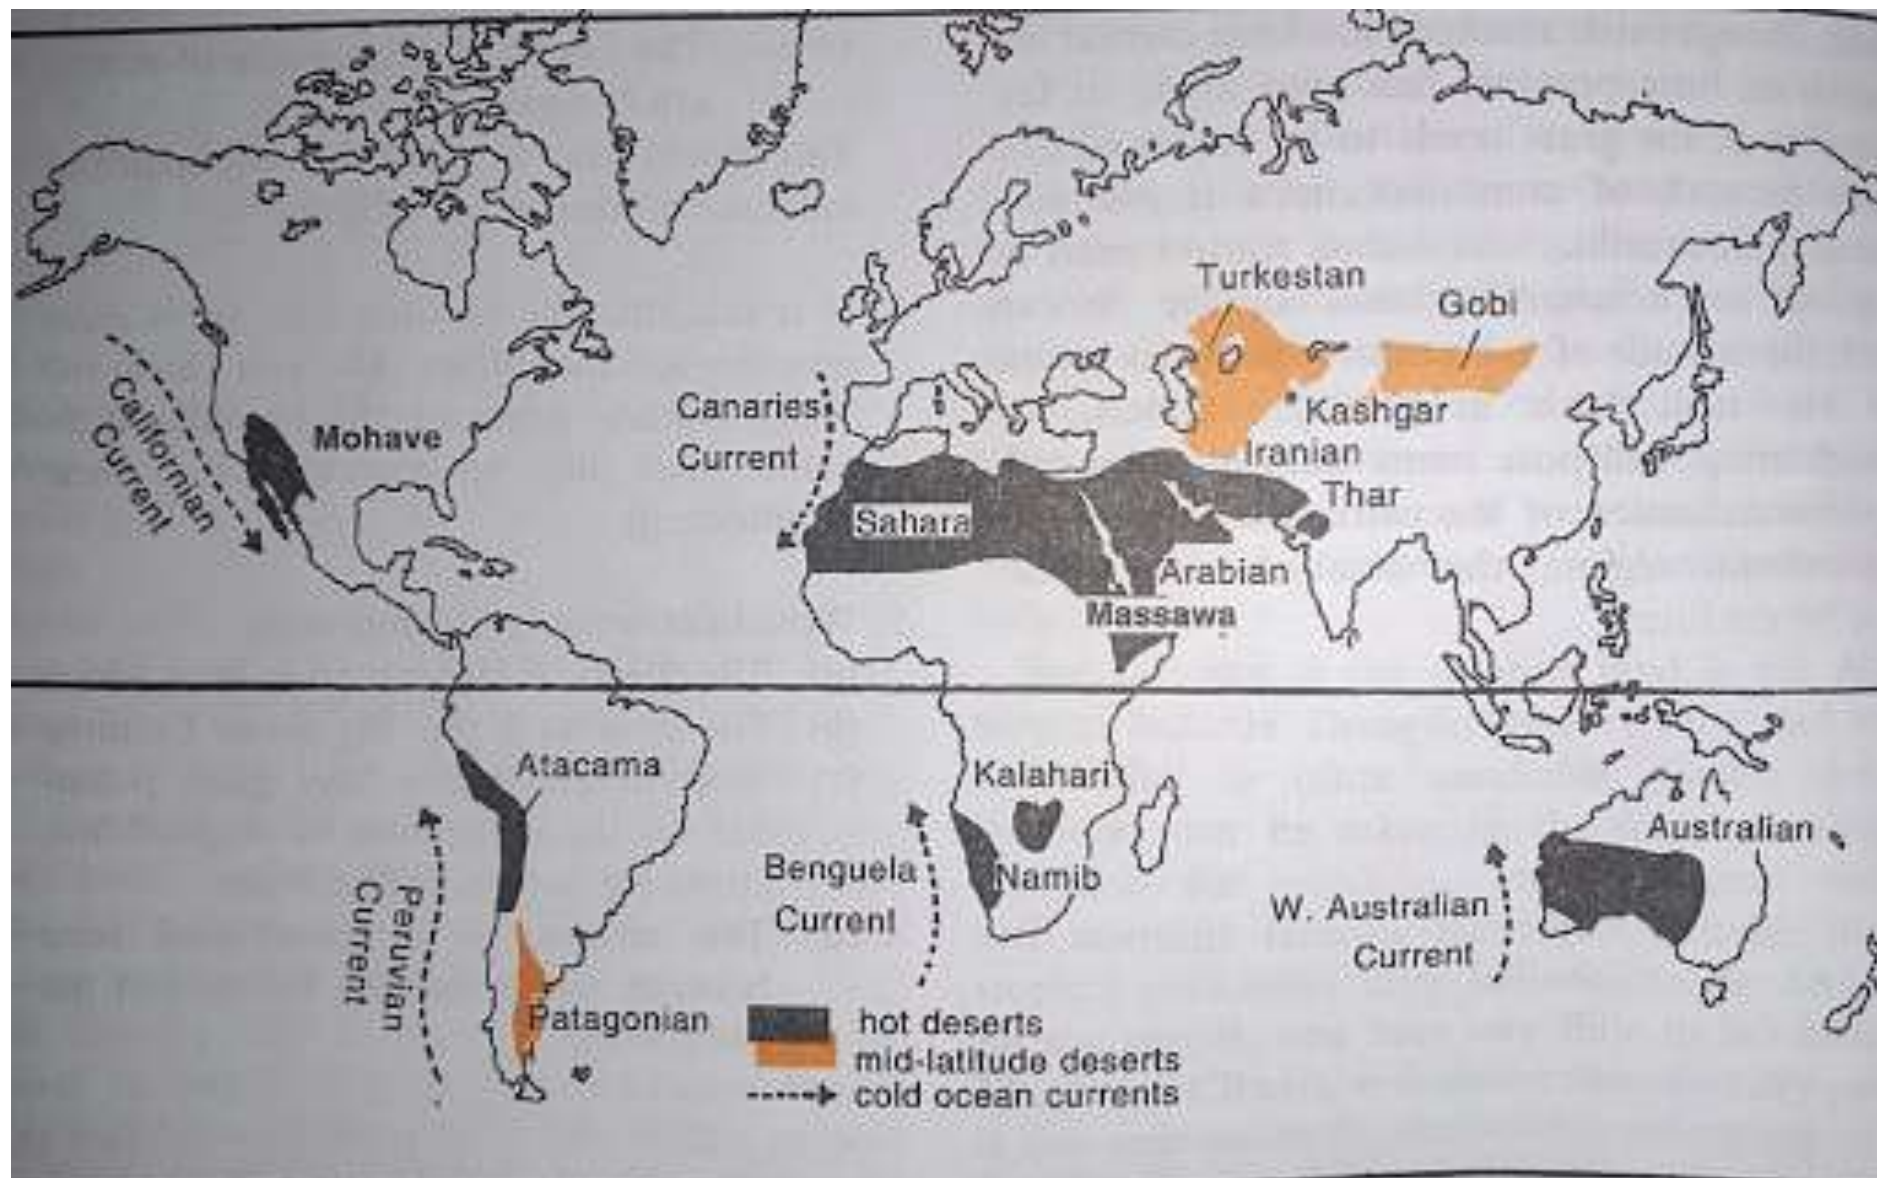 Turkestan
Gobi
Californian
Current
Mohave
Canaries
Current
Kashgar
Iranian
Thar
Sahara
Arabian
Massawa
Atacama
Kalahari
Australian
Peruvian
Current
Benguela
Current
Namib
W. Australian
Current
Patagonian
hot deserts
mid-latitude deserts
cold ocean currents